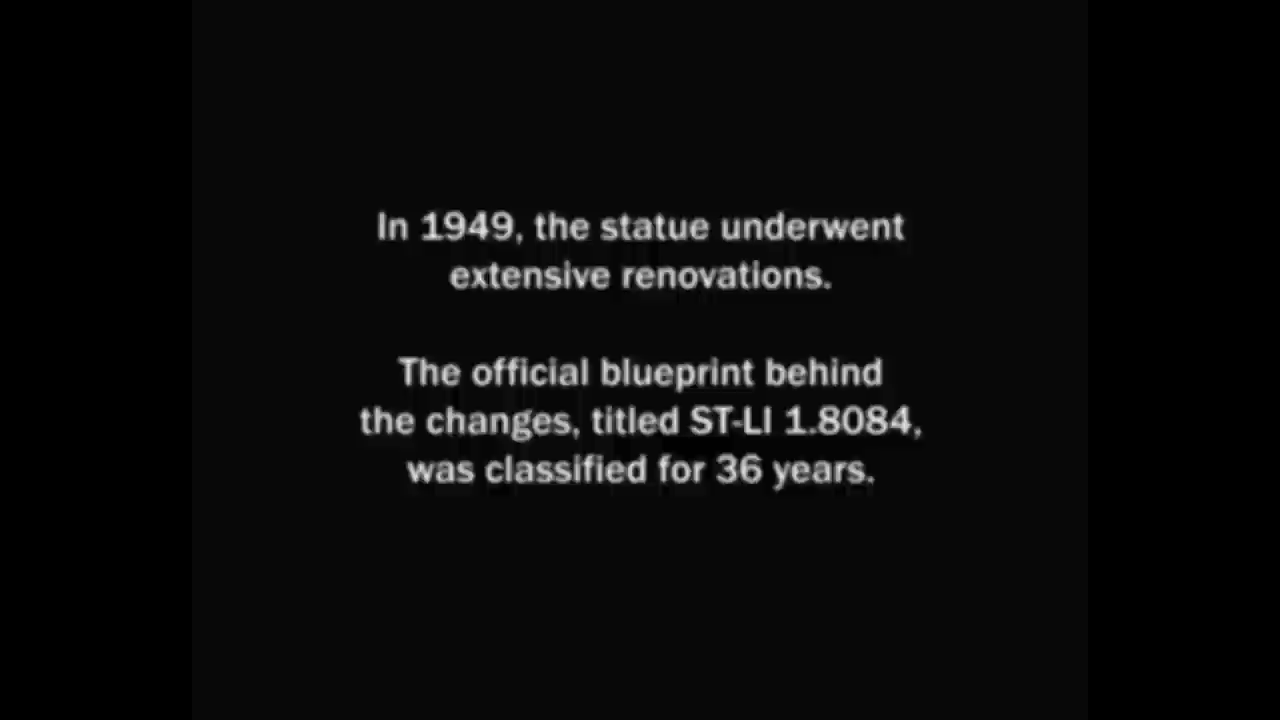 In 1949, the statue underwent
extensive renovations.
The official blueprint behind
the changes, titled ST-LI 1.8084,
was classified for 36 years.